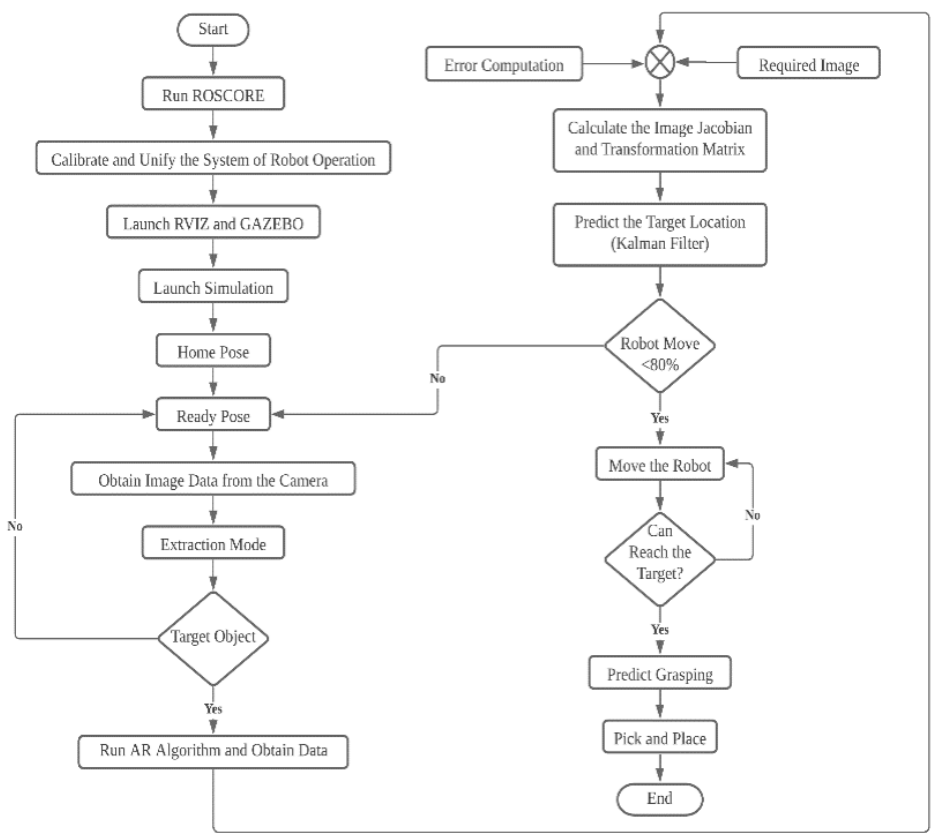 Start
Run ROSCORE
Calibrate and Unify the System of Robot Operation
Launch RVIZ and GAZEBO
Launch Simulation
Home Pose
Ready Pose
Obtain Image Data from the Camera
No
Extraction Mode
Target Object
Yes
Run AR Algorithm and Obtain Data
Error Computation
Required Image
Calculate the Image Jacobian
and Transformation Matrix
Predict the Target Location
(Kalman Filter)
Robot Move
<80%
No
Yes
Move the Robot
No
Can
Reach the
Target?
Yes
Predict Grasping
Pick and Place
End